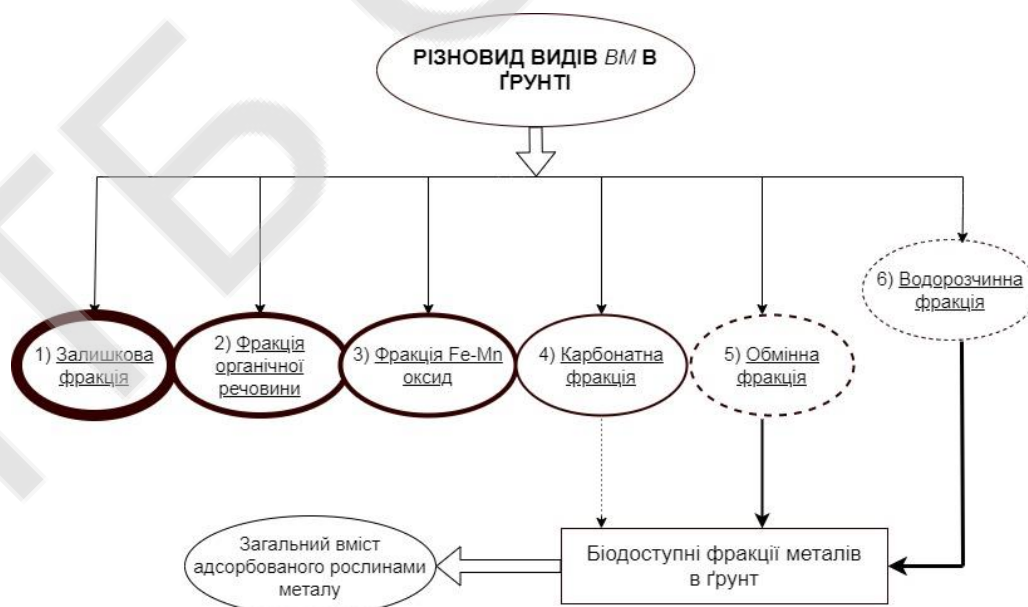 РІЗНОВИД ВИДІВ ВМ В
ҐРУНТІ
1) Залишкова
фракція
2) Фракція
органічної
речовини
3) Фракція Fe-Mn
оксид
4) Карбонатна
фракція
5) Обмінна
фракція
6) Водорозчинна
фракція
Загальний вміст
адсорбованого рослинами
металу
Біодоступні фракції металів
в ґрунт